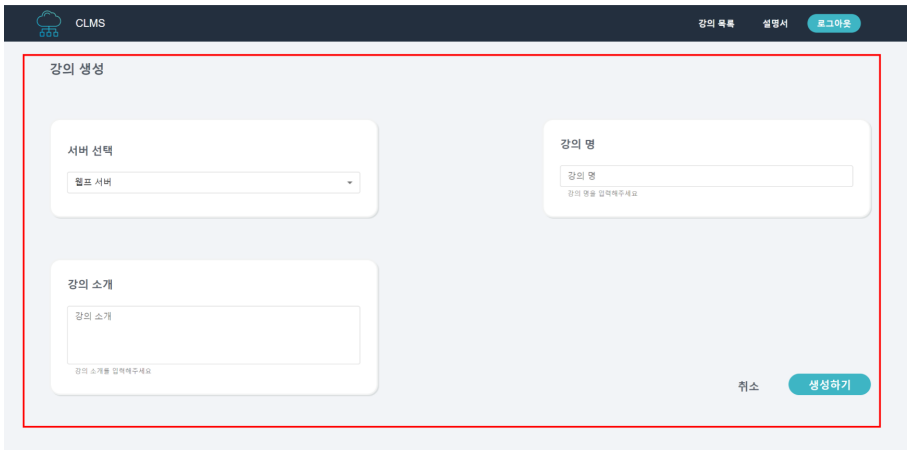 CLMS
강의 목록
설명서
로그아웃
강의 생성
서버 선택
웹프 서버
강의 명
강의 명
강의 명을 입력해주세요
강의 소개
강의 소개
강의 소개를 입력해주세요
취소
생성하기